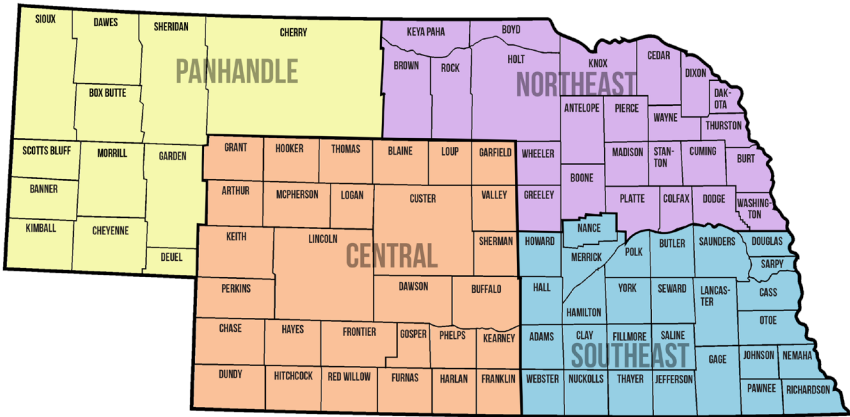 SIOUX
DAWES
SHERIDAN
CHERRY
PANHANDLE
BOX BUTTE
SCOTTS BLUFF
MORRILL
GARDEN
BANNER
KIMBALL
CHEYENNE
DEUEL
KEYA PAHA
BOYD
BROWN
ROCK
HOLT
NORTHEAST
KNOX
CEDAR
DIXON
DAK-
OTA
ANTELOPE
PIERCE
WAYNE
THURSTON
WHEELER
MADISON
STAN-
TON
CUMING
BURT
BOONE
GREELEY
PLATTE
COLFAX
DODGE
WASHING-
TON
GRANT
HOOKER
THOMAS
BLAINE
LOUP
GARFIELD
ARTHUR
MCPHERSON
LOGAN
CUSTER
VALLEY
KEITH
LINCOLN
CENTRAL
SHERMAN
PERKINS
DAWSON
BUFFALO
CHASE
HAYES
FRONTIER
GOSPER
PHELPS
KEARNEY
DUNDY
HITCHCOCK
RED WILLOW
FURNAS
HARLAN
FRANKLIN
NANCE
HOWARD
MERRICK
POLK
BUTLER
SAUNDERS
DOUGLAS
SARPY
HALL
HAMILTON
YORK
SEWARD
LANCAS-
TER
CASS
OTOE
ADAMS
CLAY
FILLMORE
SALINE
SOUTHEAST
GAGE
JOHNSON
NEMAHA
WEBSTER
NUCKOLLS
THAYER
JEFFERSON
PAWNEE
RICHARDSON